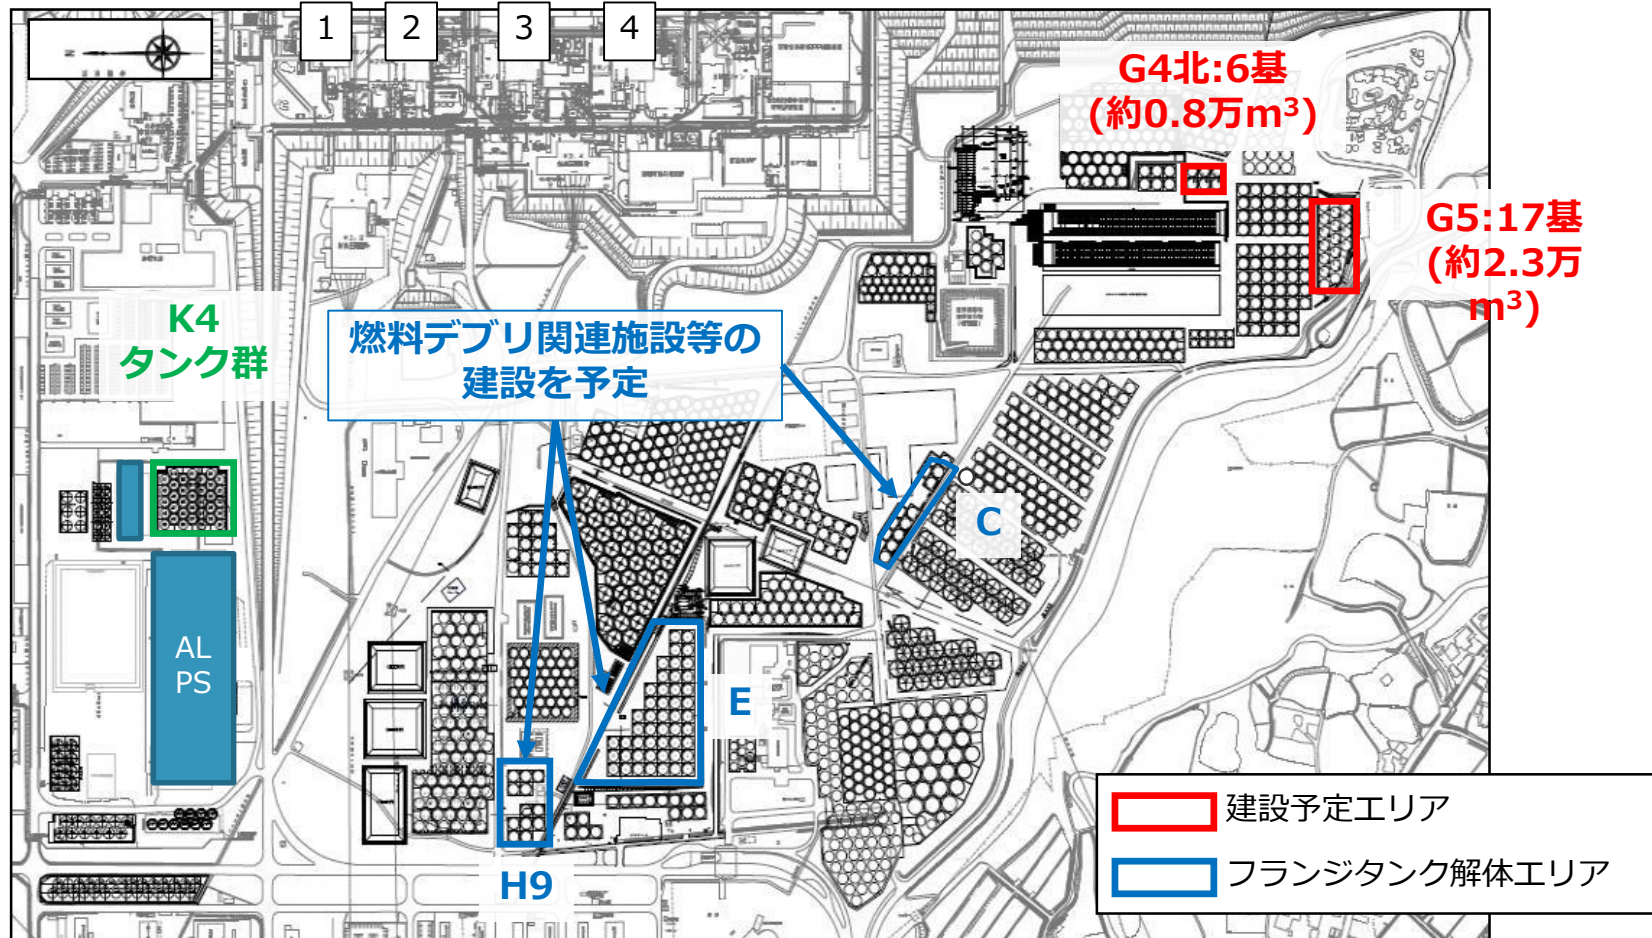 N
1
2
3
4
G4北:6基
(約0.8万m³)
G5:17基
(約2.3万
m³)
K4
タンク群
燃料デブリ関連施設等の
建設を予定
C
AL
PS
E
H9
建設予定エリア
フランジタンク解体エリア